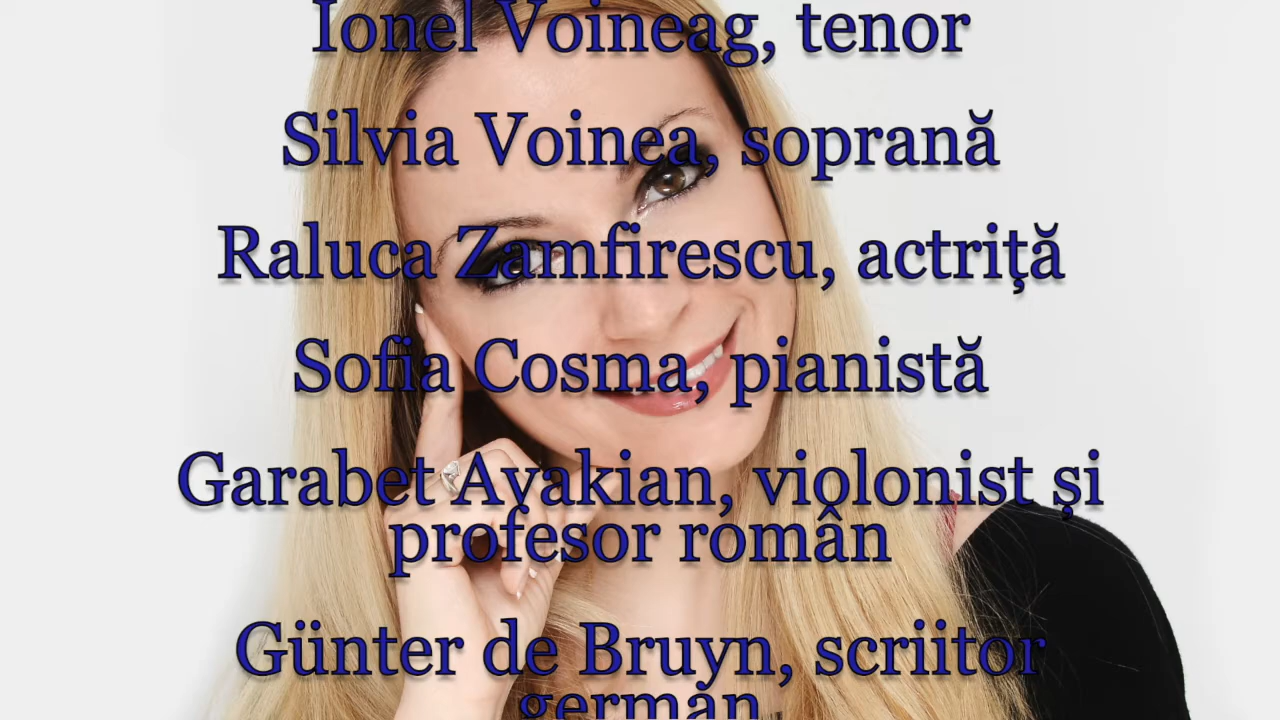 Ionel Voineag, tenor
Silvia Voinea, soprană
Raluca Zamfirescu, actriță
Sofia Cosma, pianistă
Garabet Avakian, violonist și
profesor român
Günter de Bruyn, scriitor
german